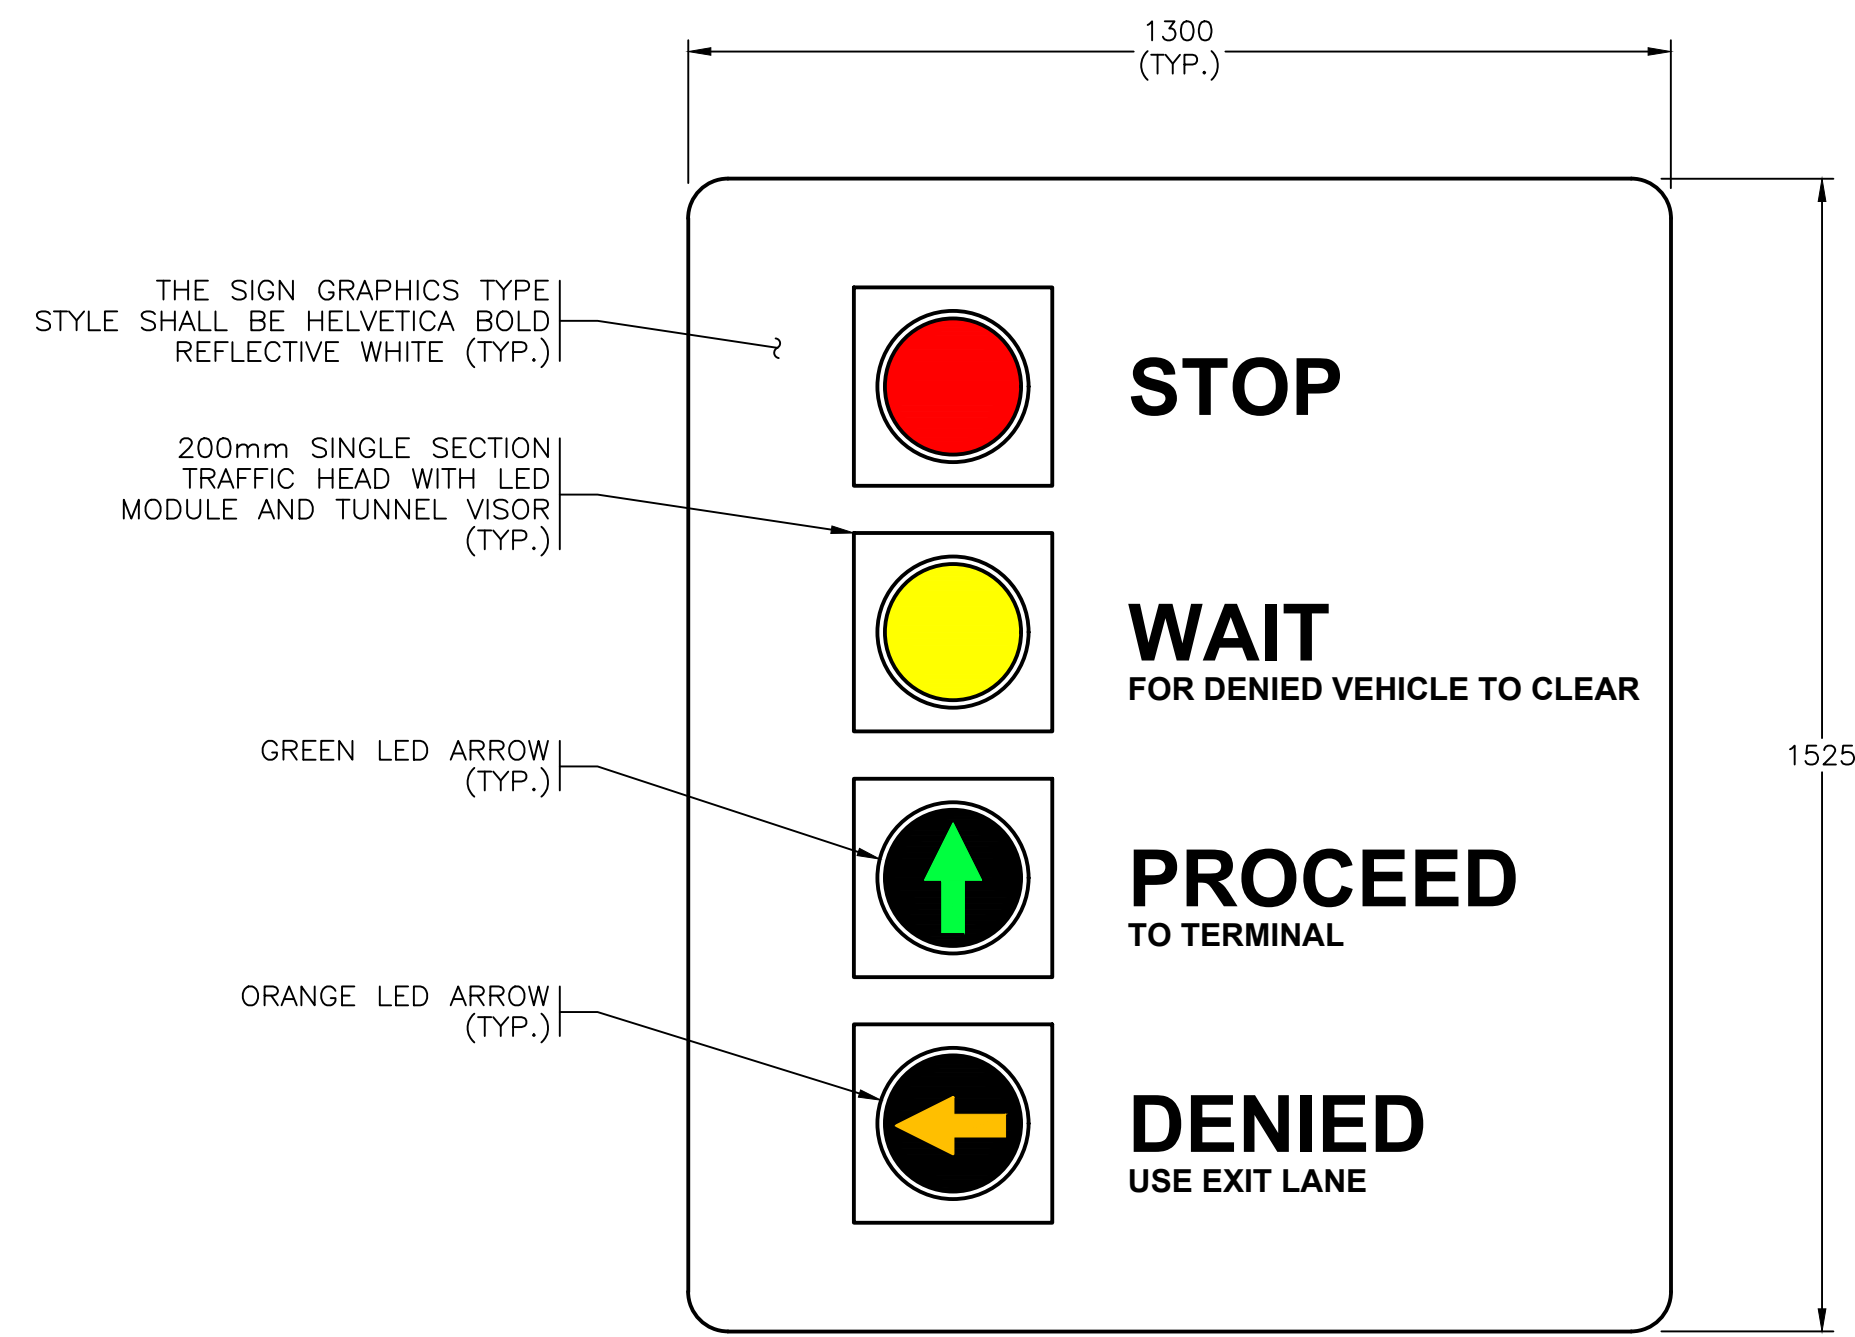 1300
(TYP.)
THE SIGN GRAPHICS TYPE
STYLE SHALL BE HELVETICA BOLD
REFLECTIVE WHITE (TYP.)
STOP
200mm SINGLE SECTION
TRAFFIC HEAD WITH LED
MODULE AND TUNNEL VISOR
(TYP.)
WAIT
FOR DENIED VEHICLE TO CLEAR
1525
GREEN LED ARROW
(TYP.)
PROCEED
TO TERMINAL
ORANGE LED ARROW
(TYP.)
DENIED
USE EXIT LANE